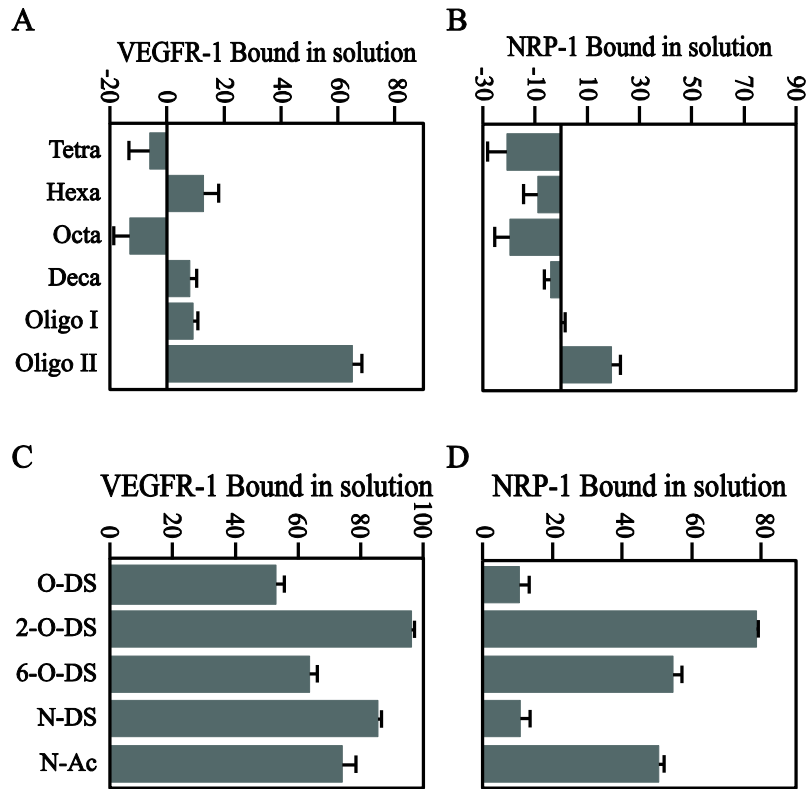 A
B
VEGFR-1 Bound in solution
NRP-1 Bound in solution
-20 0 20 40 60 80
-30 -10 10 30 50 70 90
Tetra
Hexa
Octa
Deca
Oligo I
Oligo II
C
D
VEGFR-1 Bound in solution
NRP-1 Bound in solution
0 20 40 60 80 100
0 20 40 60 80
O-DS
2-O-DS
6-O-DS
N-DS
N-Ac